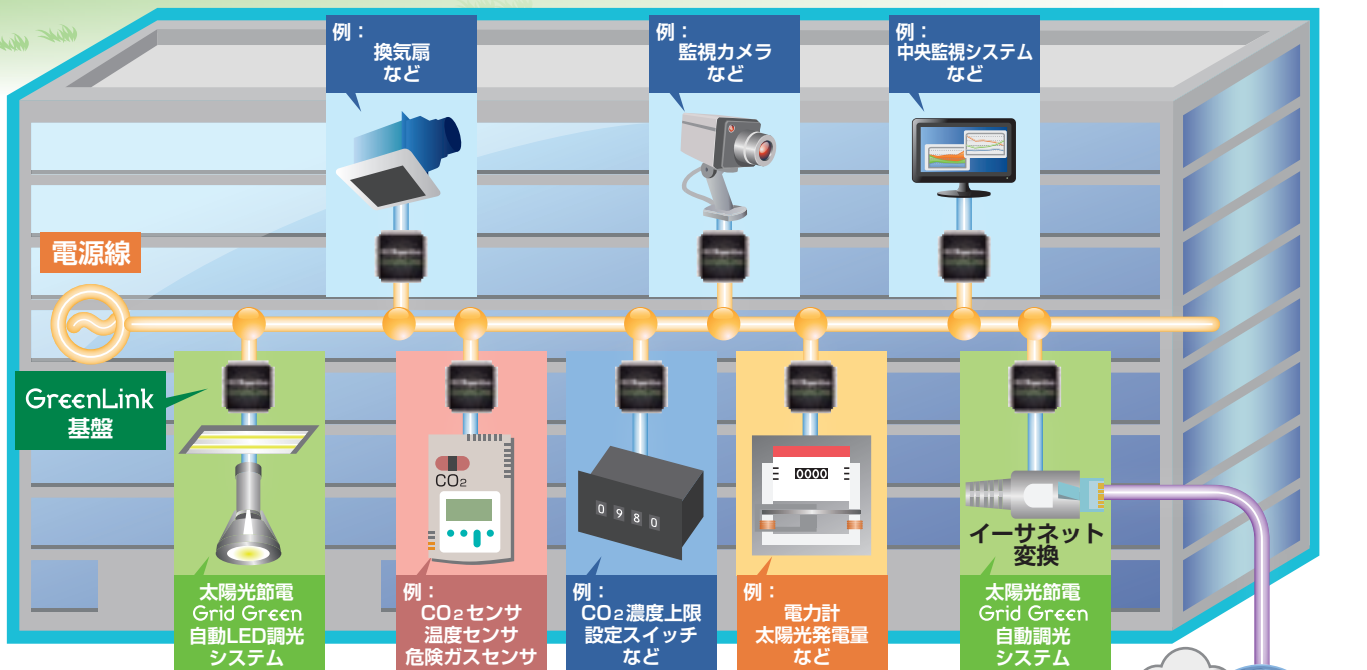 例：
換気扇
など
例：
監視カメラ
など
例：
中央監視システム
など
電源線
GreenLink
基盤
CO2
0980
0000
イーサネット
変換
太陽光節電
Grid Green
自動LED調光
システム
例：
CO2センサ
温度センサ
危険ガスセンサ
例：
CO2濃度上限
設定スイッチ
など
例：
電力計
太陽光発電量
など
太陽光節電
Grid Green
自動調光
システム